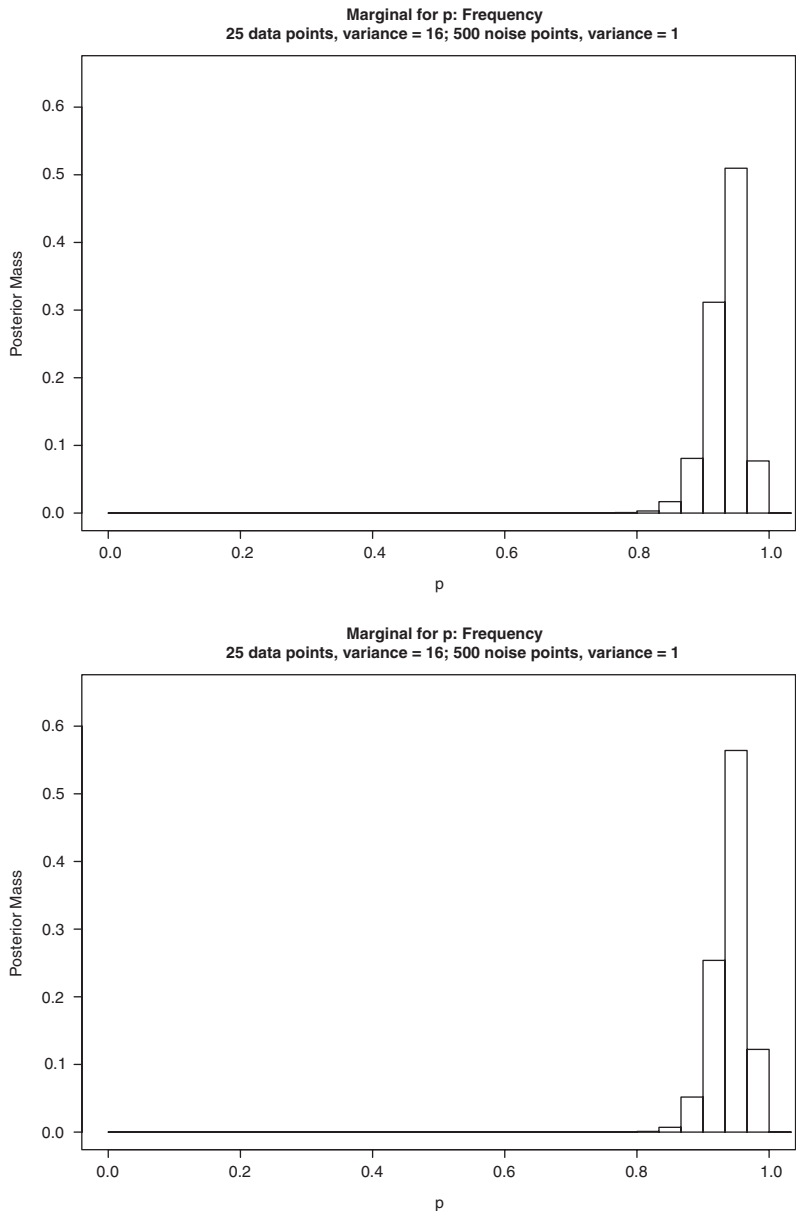 Marginal for p: Frequency
25 data points, variance = 16; 500 noise points, variance = 1
0.6
0.5
0.4
0.3
0.2
0.1
0.0
Posterior Mass
0.0 0.2 0.4 0.6 0.8 1.0
p
Marginal for p: Frequency
25 data points, variance = 16; 500 noise points, variance = 1
0.6
0.5
0.4
0.3
0.2
0.1
0.0
Posterior Mass
0.0 0.2 0.4 0.6 0.8 1.0
p